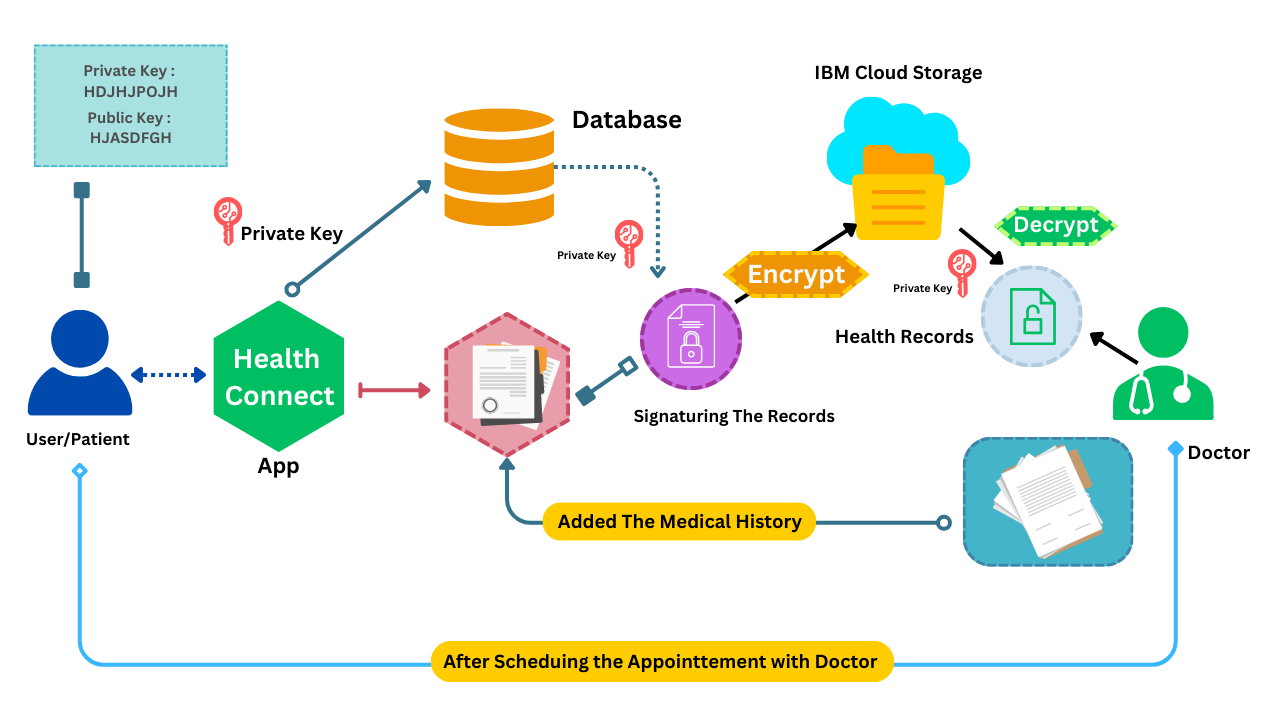 Private Key :
HDJHJPOJH
Public Key :
HJASDFGH
IBM Cloud Storage
Database
Decrypt
Private Key
Private Key
Encrypt
Private Key
Health Records
Health
Connect
Signaturing The Records
User/Patient
App
Doctor
Added The Medical History
After Scheduing the Appointtement with Doctor